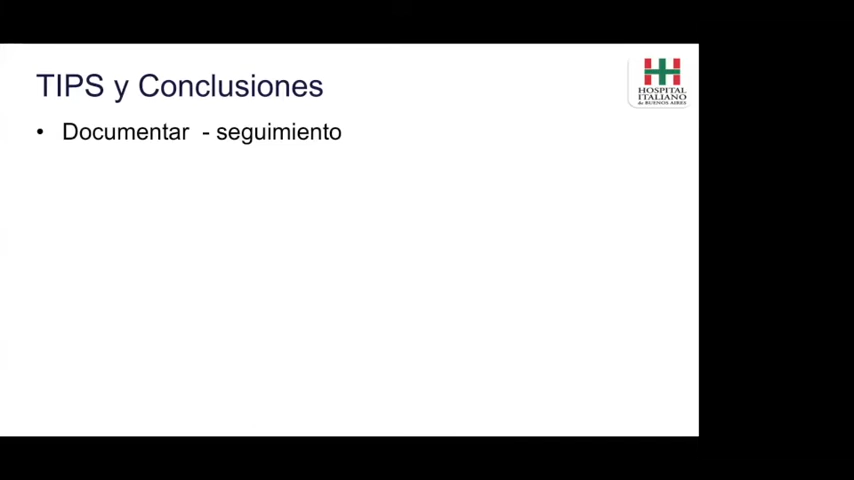 TIPS y Conclusiones
HOSPITAL
ITALIANO
de BUENOS AIRES
• Documentar - seguimiento